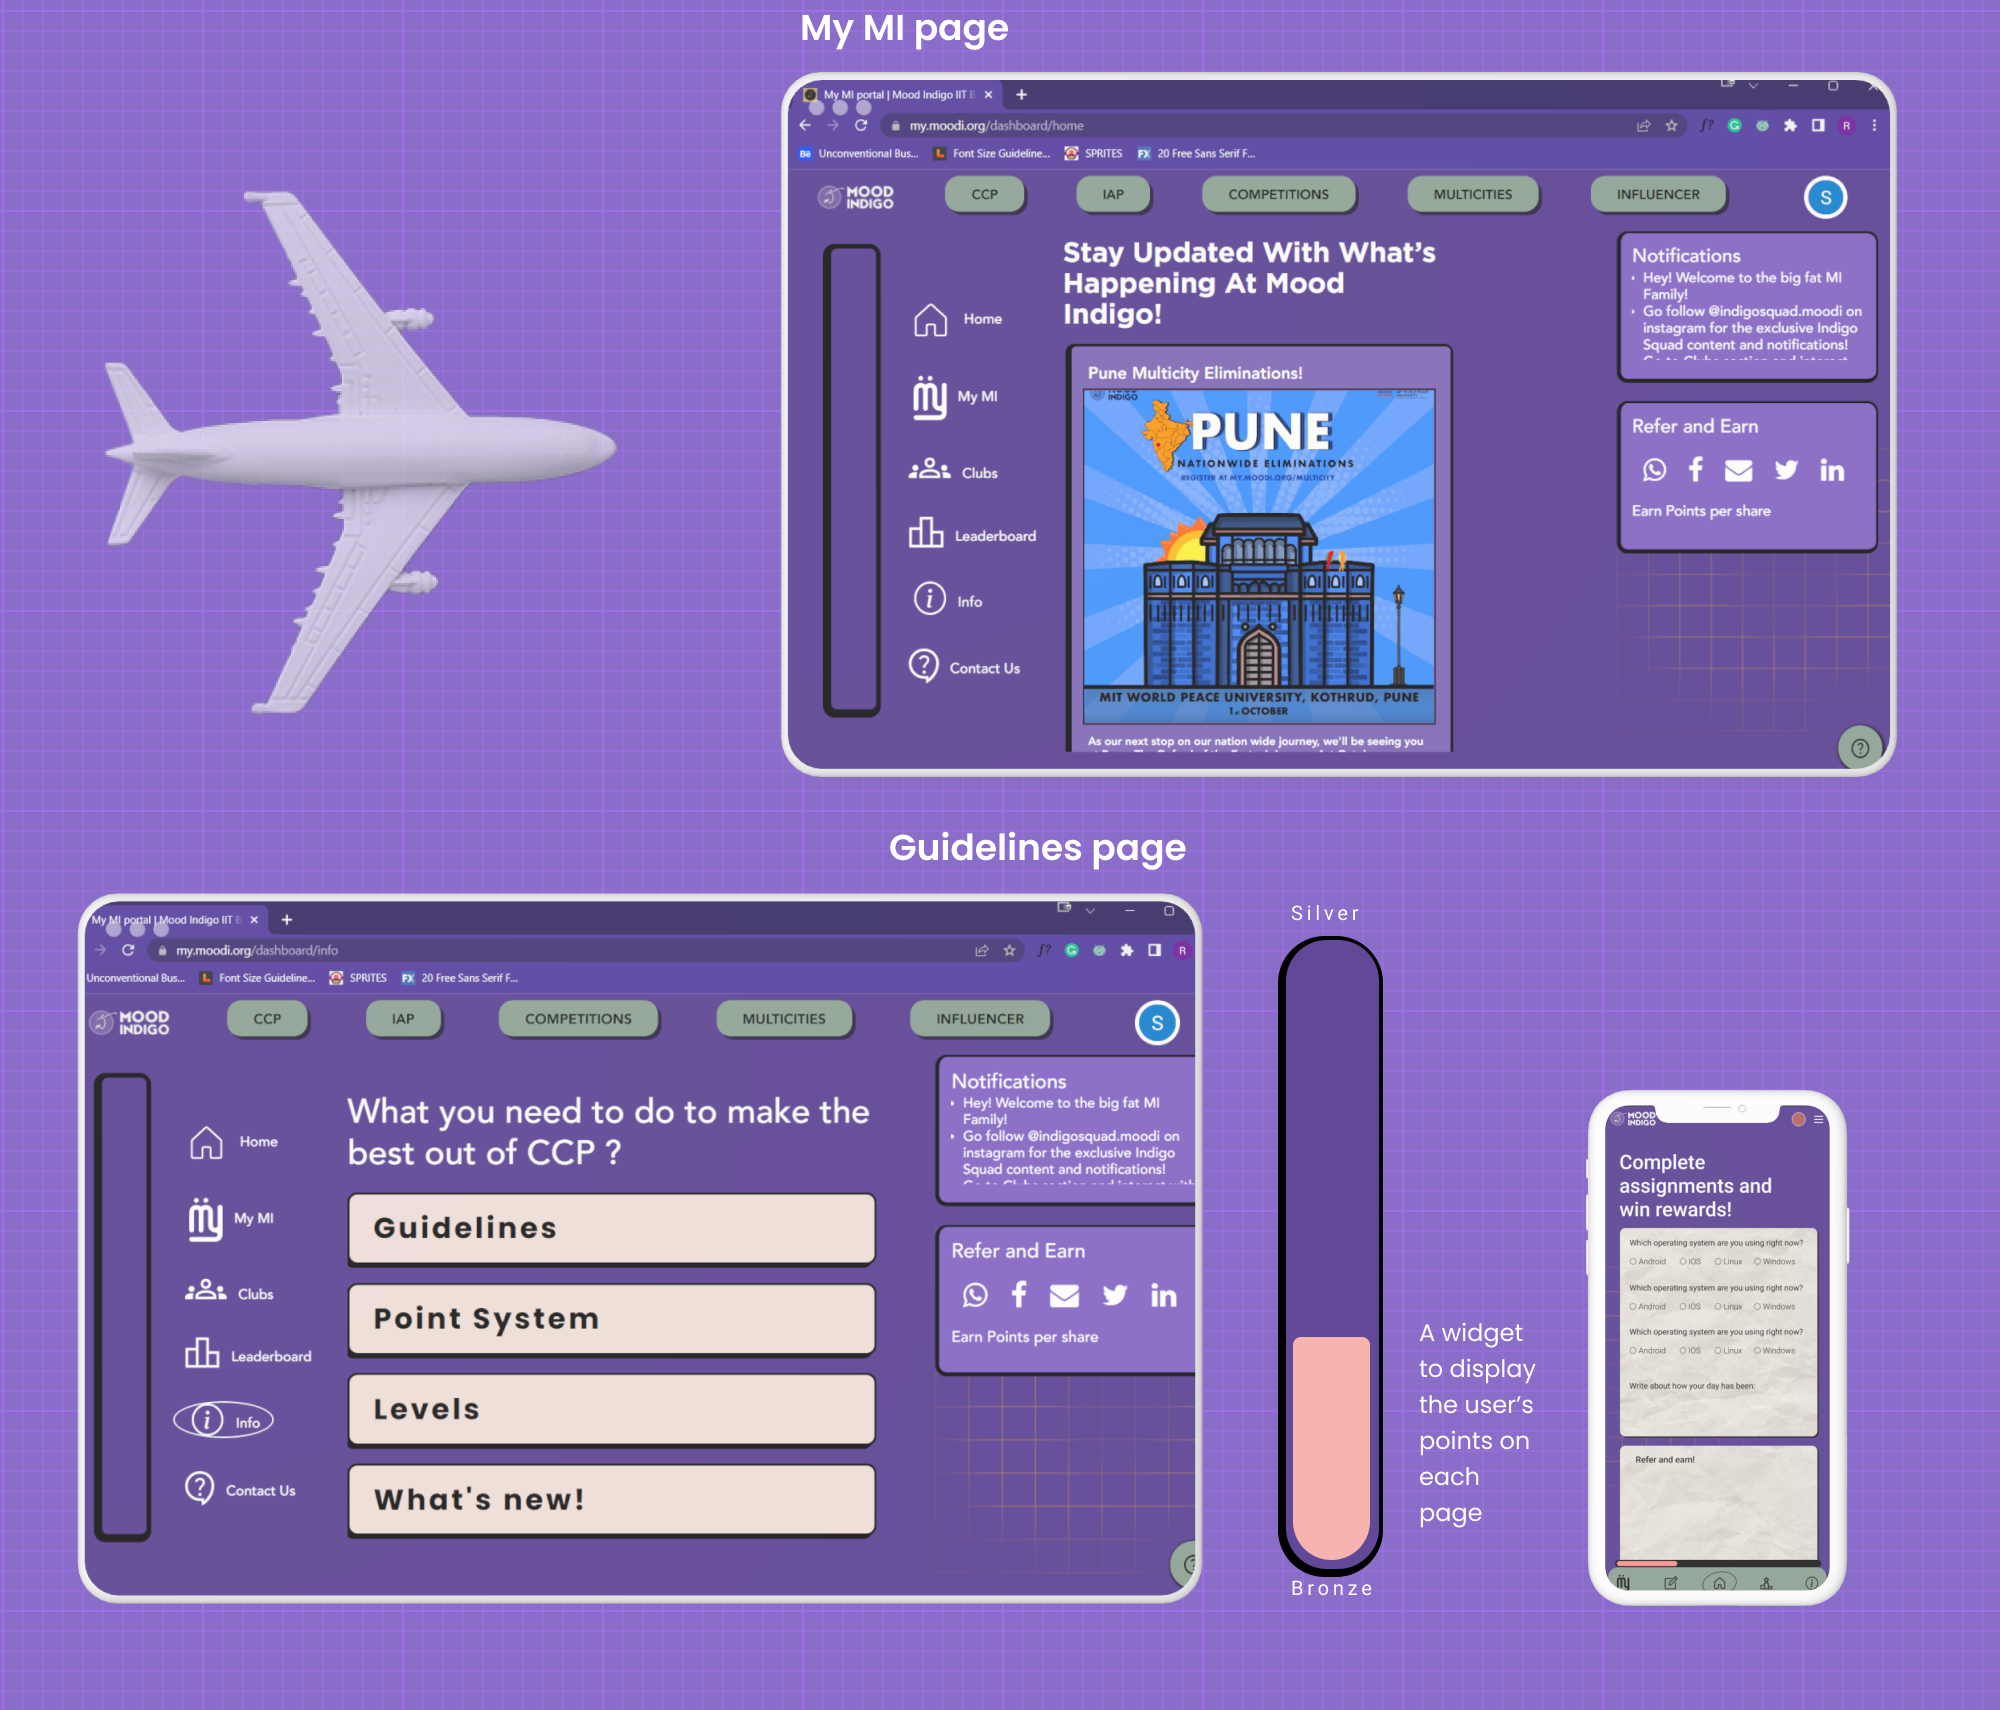 My MI page
My MI portal | Mood Indigo IIT B
my.moodi.org/dashboard/home
Unconventional Bus...
Font Size Guideline...
SPRITES
20 Free Sans Serif F...
MOOD
INDIGO
CCP
IAP
COMPETITIONS
MULTICITIES
INFLUENCER
S
Home
My MI
Clubs
Leaderboard
Info
Contact Us
Stay Updated With What's
Happening At Mood
Indigo!
Pune Multicity Eliminations!
INDIGO
PUNE
NATIONWIDE ELIMINATIONS
REGISTER AT MY.MOODI.ORG/MULTICITY
MIT WORLD PEACE UNIVERSITY, KOTHRUD, PUNE
1st OCTOBER
As our next stop on our nation wide journey, we'll be seeing you
Notifications
Hey! Welcome to the big fat MI
Family!
Go follow @indigosquad.moodi on
instagram for the exclusive Indigo
Squad content and notifications!
Refer and Earn
Earn Points per share
Guidelines page
My MI portal | Mood Indigo IIT B
my.moodi.org/dashboard/info
Unconventional Bus...
Font Size Guideline...
SPRITES
20 Free Sans Serif F...
MOOD
INDIGO
CCP
IAP
COMPETITIONS
MULTICITIES
INFLUENCER
S
Home
My MI
Clubs
Leaderboard
Info
Contact Us
What you need to do to make the
best out of CCP ?
Guidelines
Point System
Levels
What's new!
Notifications
Hey! Welcome to the big fat MI
Family!
Go follow @indigosquad.moodi on
instagram for the exclusive Indigo
Squad content and notifications!
Go to Clubs section and interact with
Refer and Earn
Earn Points per share
Silver
Bronze
A widget
to display
the user's
points on
each
page
MOOD
INDIGO
Complete
assignments and
win rewards!
Which operating system are you using right now?
Android IOS Linux Windows
Which operating system are you using right now?
Android IOS Linux Windows
Which operating system are you using right now?
Android IOS Linux Windows
Write about how your day has been:
Refer and earn!